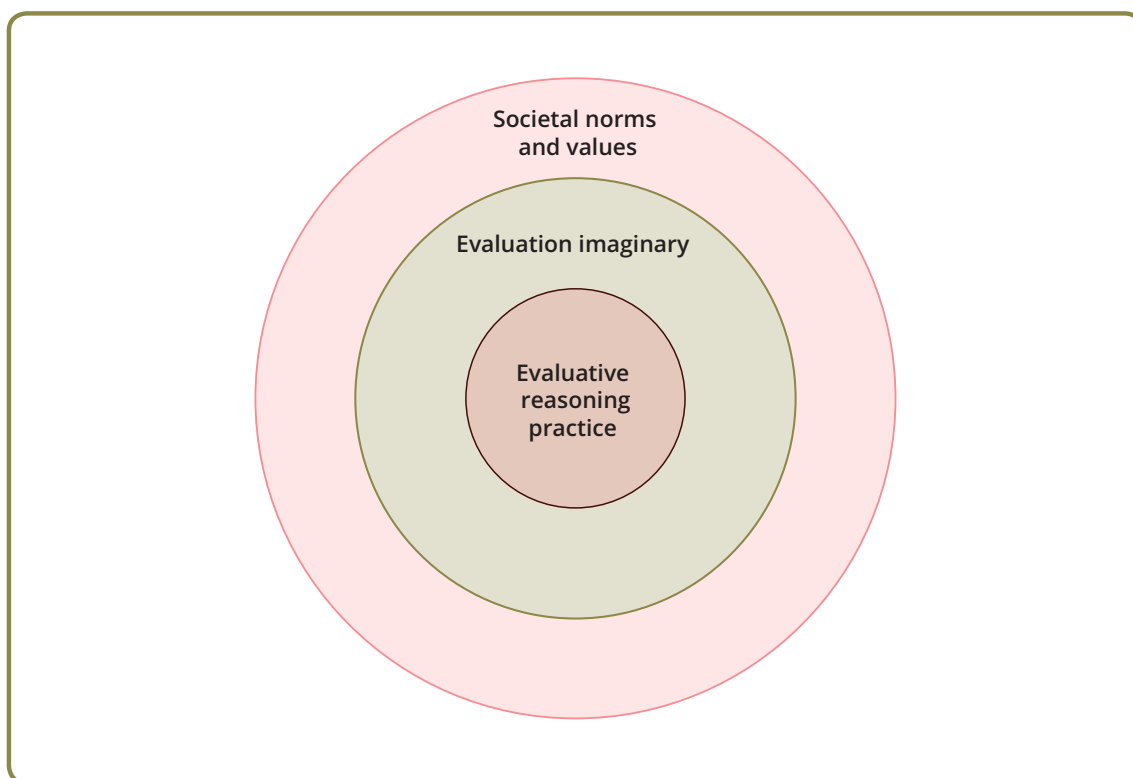 Societal norms
and values
Evaluation imaginary
Evaluative
reasoning
practice